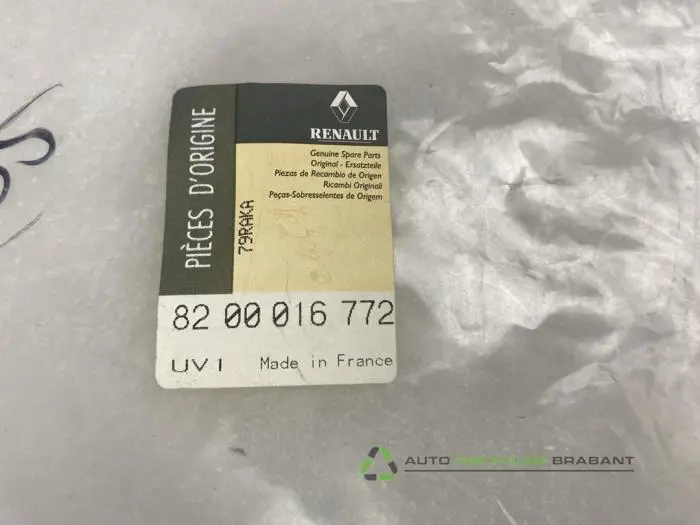 PIÈCES D'ORIGINE
RENAULT
Genuine Spare Parts
Original - Ersatzteile
Piezas de Recambio de Origen
Ricambi Originali
Peças-Sobresselentes de Origem
79RAKA
82 00 016 772
UV1 Made in France
AUTO RECYCLING BRABANT